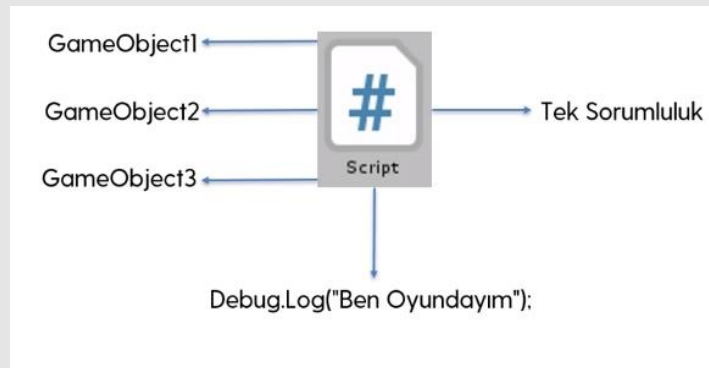 GameObject1
GameObject2
GameObject3
#
Script
Tek Sorumluluk
Debug.Log("Ben Oyundayım");